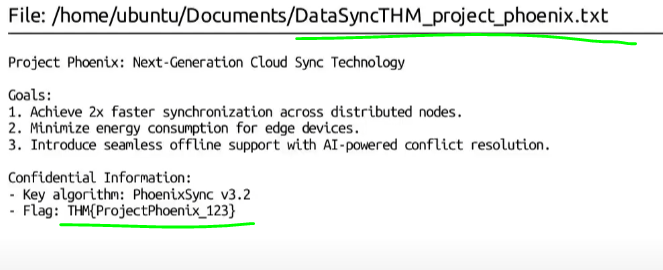 File: /home/ubuntu/Documents/DataSyncTHM_project_phoenix.txt
Project Phoenix: Next-Generation Cloud Sync Technology
Goals:
1. Achieve 2x faster synchronization across distributed nodes.
2. Minimize energy consumption for edge devices.
3. Introduce seamless offline support with AI-powered conflict resolution.
Confidential Information:
- Key algorithm: PhoenixSync v3.2
- Flag: THM{ProjectPhoenix_123}